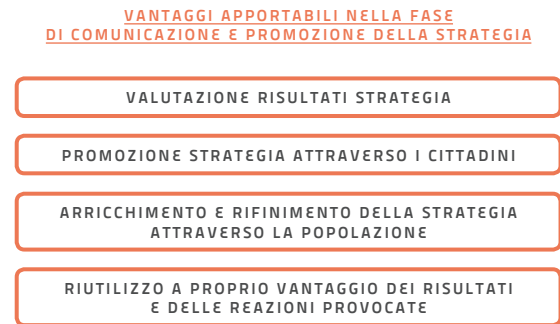 VANTAGGI APPORTABILI NELLA FASE
DI COMUNICAZIONE E PROMOZIONE DELLA STRATEGIA
VALUTAZIONE RISULTATI STRATEGIA
PROMOZIONE STRATEGIA ATTRAVERSO I CITTADINI
ARRICCHIMENTO E RIFINIMENTO DELLA STRATEGIA
ATTRAVERSO LA POPOLAZIONE
RIUTILIZZO A PROPRIO VANTAGGIO DEI RISULTATI
E DELLE REAZIONI PROVOCATE